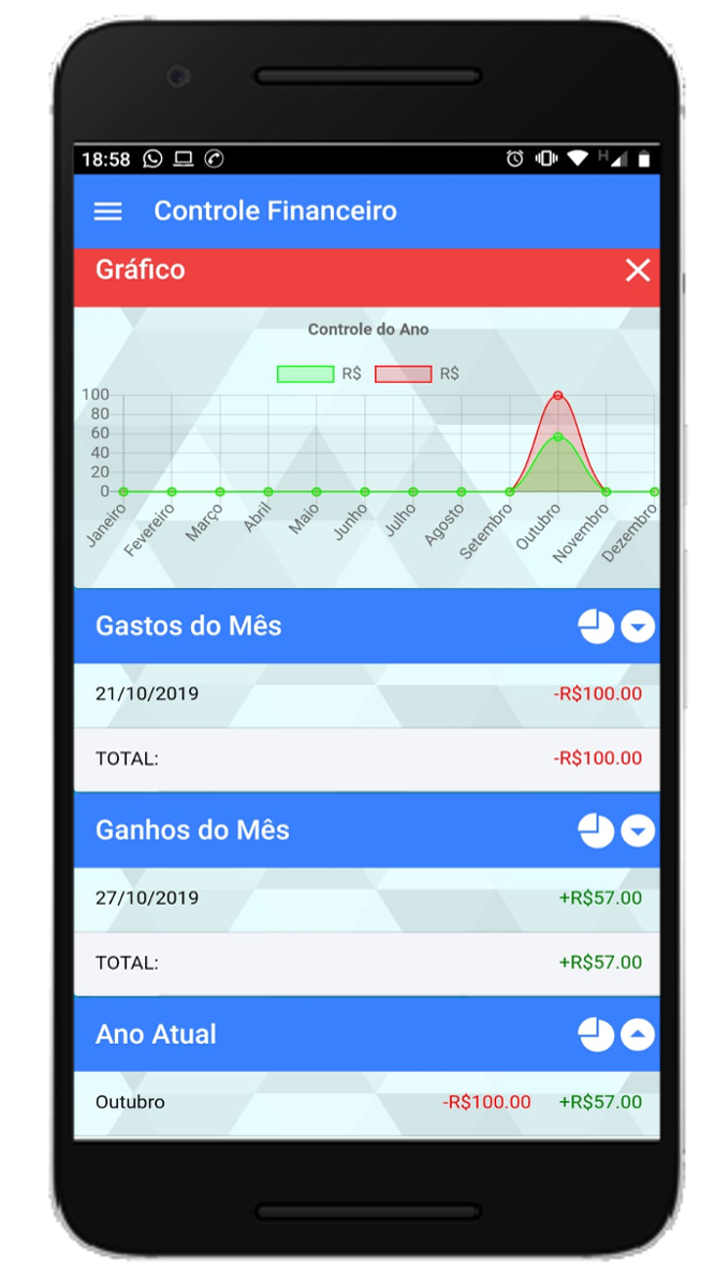 18:58
H
Controle Financeiro
Gráfico
Controle do Ano
R$ R$
100
80
60
40
20
0
Janeiro Fevereiro Março Abril Maio Junho Julho Agosto Setembro Outubro Novembro Dezembro
Gastos do Mês
21/10/2019 -R$100.00
TOTAL: -R$100.00
Ganhos do Mês
27/10/2019 +R$57.00
TOTAL: +R$57.00
Ano Atual
Outubro -R$100.00 +R$57.00